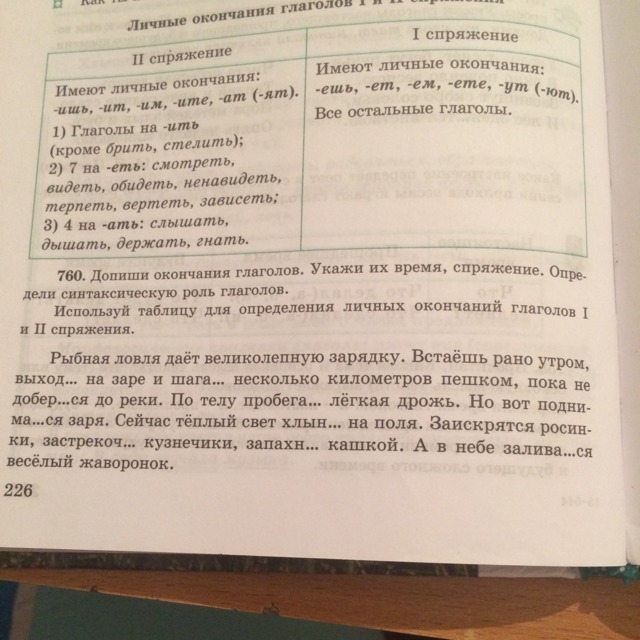 Личные окончания глаголов I и II спряжения
II спряжение
Имеют личные окончания:
-ишь, -ит, -им, -ите, -ат (-ят).
1) Глаголы на -ить
(кроме брить, стелить);
2) 7 на -еть: смотреть,
видеть, обидеть, ненавидеть,
терпеть, вертеть, зависеть;
3) 4 на -ать: слышать,
дышать, держать, гнать.
I спряжение
Имеют личные окончания:
-ешь, -ет, -ем, -ете, -ут (-ют).
Все остальные глаголы.
760. Допиши окончания глаголов. Укажи их время, спряжение. Опре-
дели синтаксическую роль глаголов.
Используй таблицу для определения личных окончаний глаголов I
и II спряжения.
Рыбная ловля даёт великолепную зарядку. Встаёшь рано утром,
выход... на заре и шага... несколько километров пешком, пока не
добер...ся до реки. По телу пробега... лёгкая дрожь. Но вот подни-
ма...ся заря. Сейчас тёплый свет хлын... на поля. Заискрятся росин-
ки, застрекоч... кузнечики, запахн... кашкой. А в небе залива...ся
весёлый жаворонок.
226